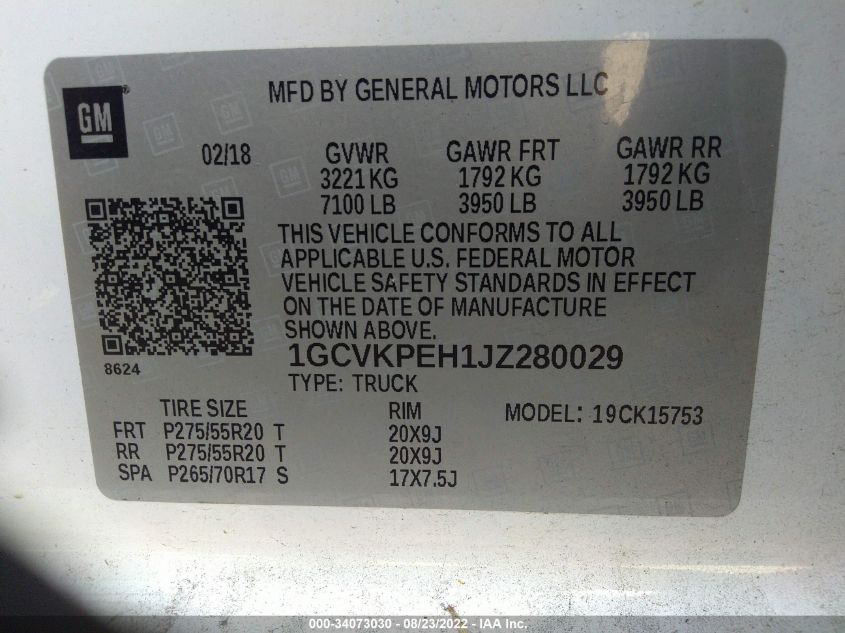 MFD BY GENERAL MOTORS LLC
GM
02/18 GVWR GAWR FRT GAWR RR
3221 KG 1792 KG 1792 KG
7100 LB 3950 LB 3950 LB
THIS VEHICLE CONFORMS TO ALL
APPLICABLE U.S. FEDERAL MOTOR
VEHICLE SAFETY STANDARDS IN EFFECT
ON THE DATE OF MANUFACTURE
SHOWN ABOVE.
1GCVKPEH1JZ280029
8624
TYPE: TRUCK
TIRE SIZE RIM MODEL: 19CK15753
FRT P275/55R20 T 20X9J
RR P275/55R20 T 20X9J
SPA P265/70R17 S 17X7.5J
000-34073030 - 08/23/2022 - IAAI.COM